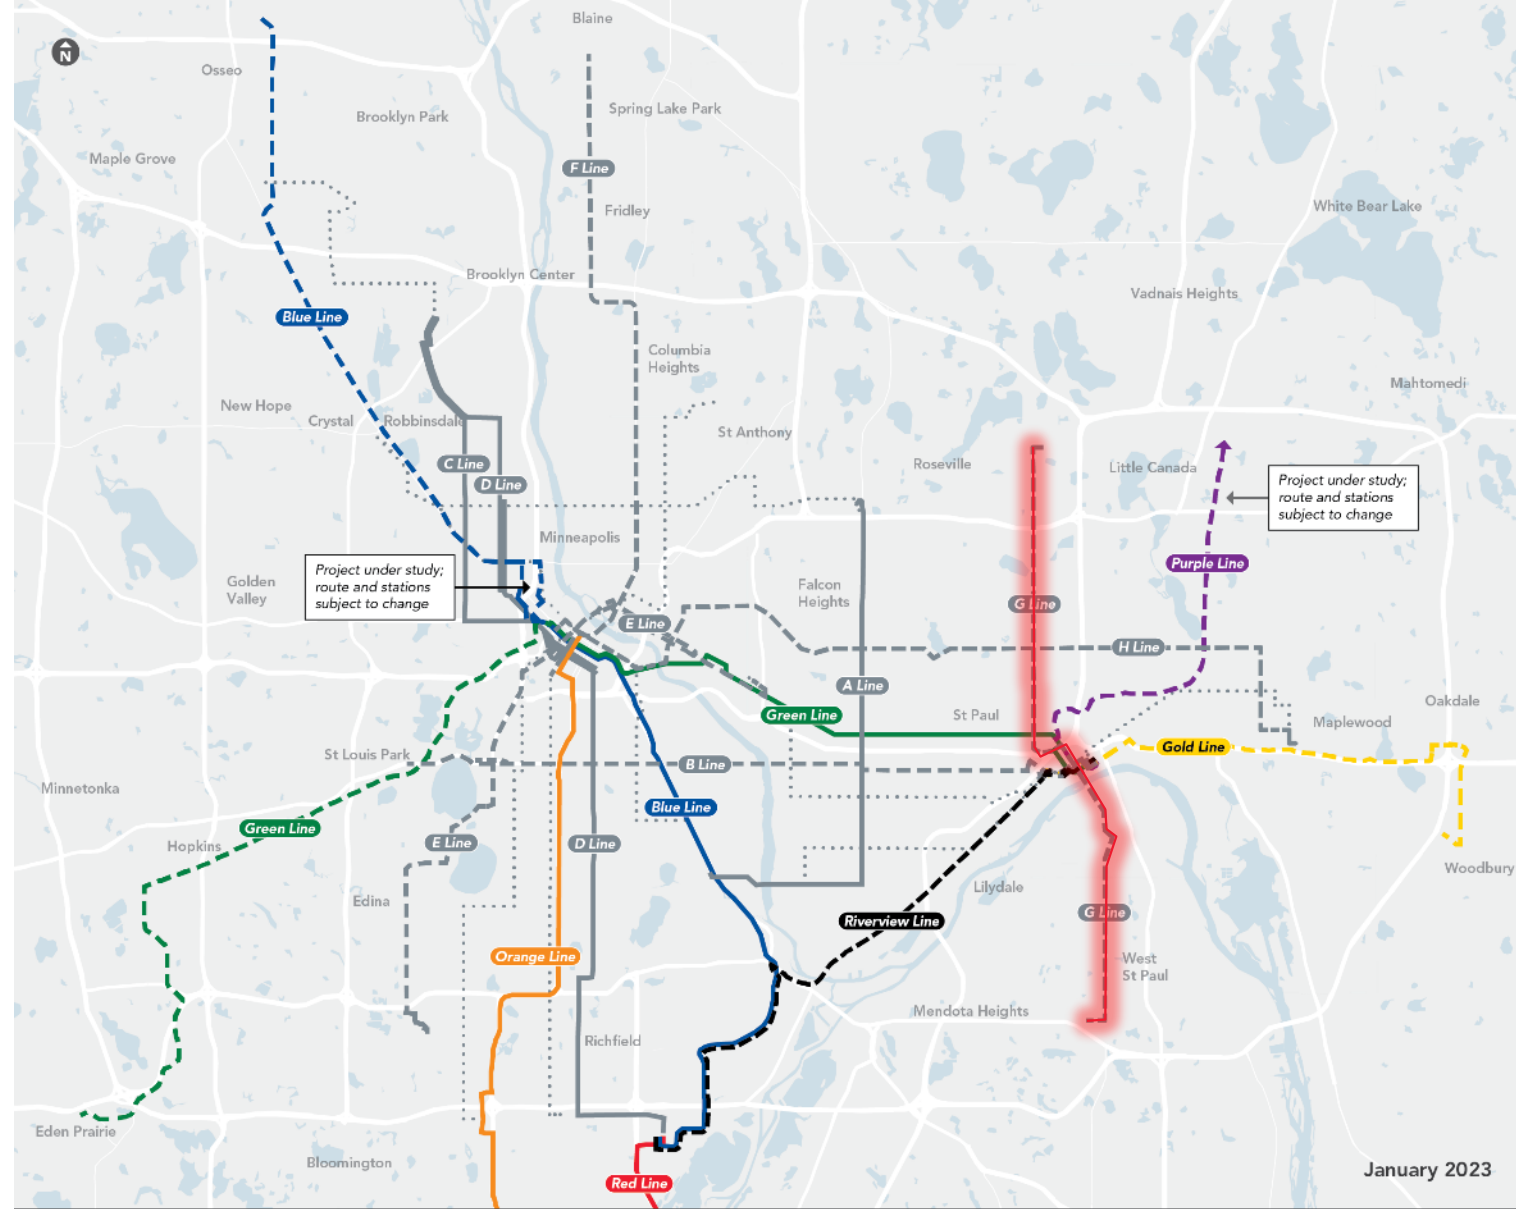 Blaine
N
Osseo
Spring Lake Park
Brooklyn Park
Maple Grove
F Line
White Bear Lake
Fridley
Brooklyn Center
Vadnais Heights
Blue Line
Columbia
Heights
Mahtomedi
New Hope
Crystal
Robbinsdale
St Anthony
C Line
Roseville
Little Canada
D Line
Project under study;
route and stations
subject to change
Minneapolis
Purple Line
Project under study;
route and stations
subject to change
Golden
Valley
Falcon
Heights
G Line
E Line
H Line
A Line
Oakdale
Green Line
St Paul
Maplewood
Gold Line
St Louis Park
B Line
Minnetonka
Blue Line
Green Line
Hopkins
E Line
D Line
Woodbury
Lilydale
Edina
G Line
Riverview Line
Orange Line
West
St Paul
Mendota Heights
Richfield
Eden Prairie
Bloomington
January 2023
Red Line